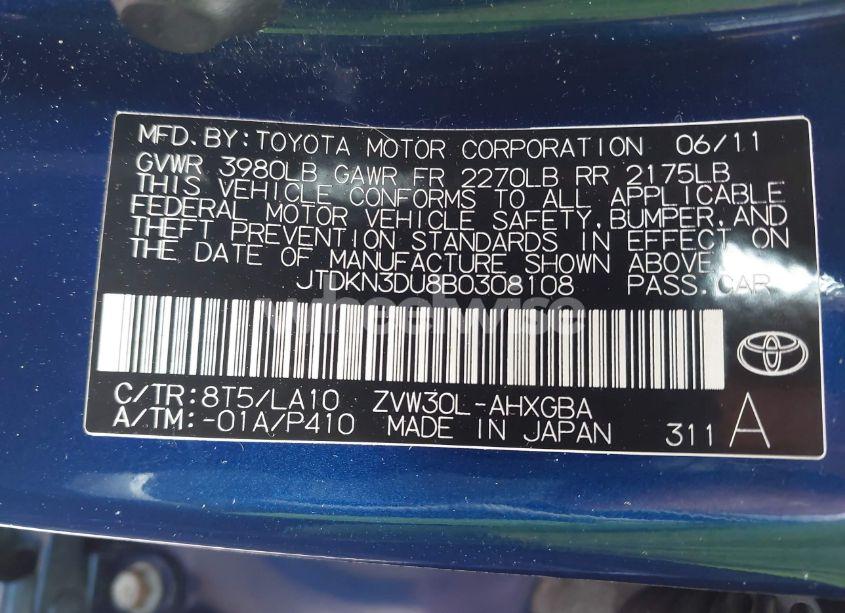 MFD. BY: TOYOTA MOTOR CORPORATION 06/11
GVWR 3980LB GAWR FR 2270LB RR 2175LB
THIS VEHICLE CONFORMS TO ALL APPLICABLE
FEDERAL MOTOR VEHICLE SAFETY, BUMPER, AND
THEFT PREVENTION STANDARDS IN EFFECT ON
THE DATE OF MANUFACTURE SHOWN ABOVE.
JTDKN3DU8B0308108 PASS. CAR
wheelwise
C/TR: 8T5/LA10 ZVW30L-AHXGBA
A/TM: -01A/P410 MADE IN JAPAN 311 A